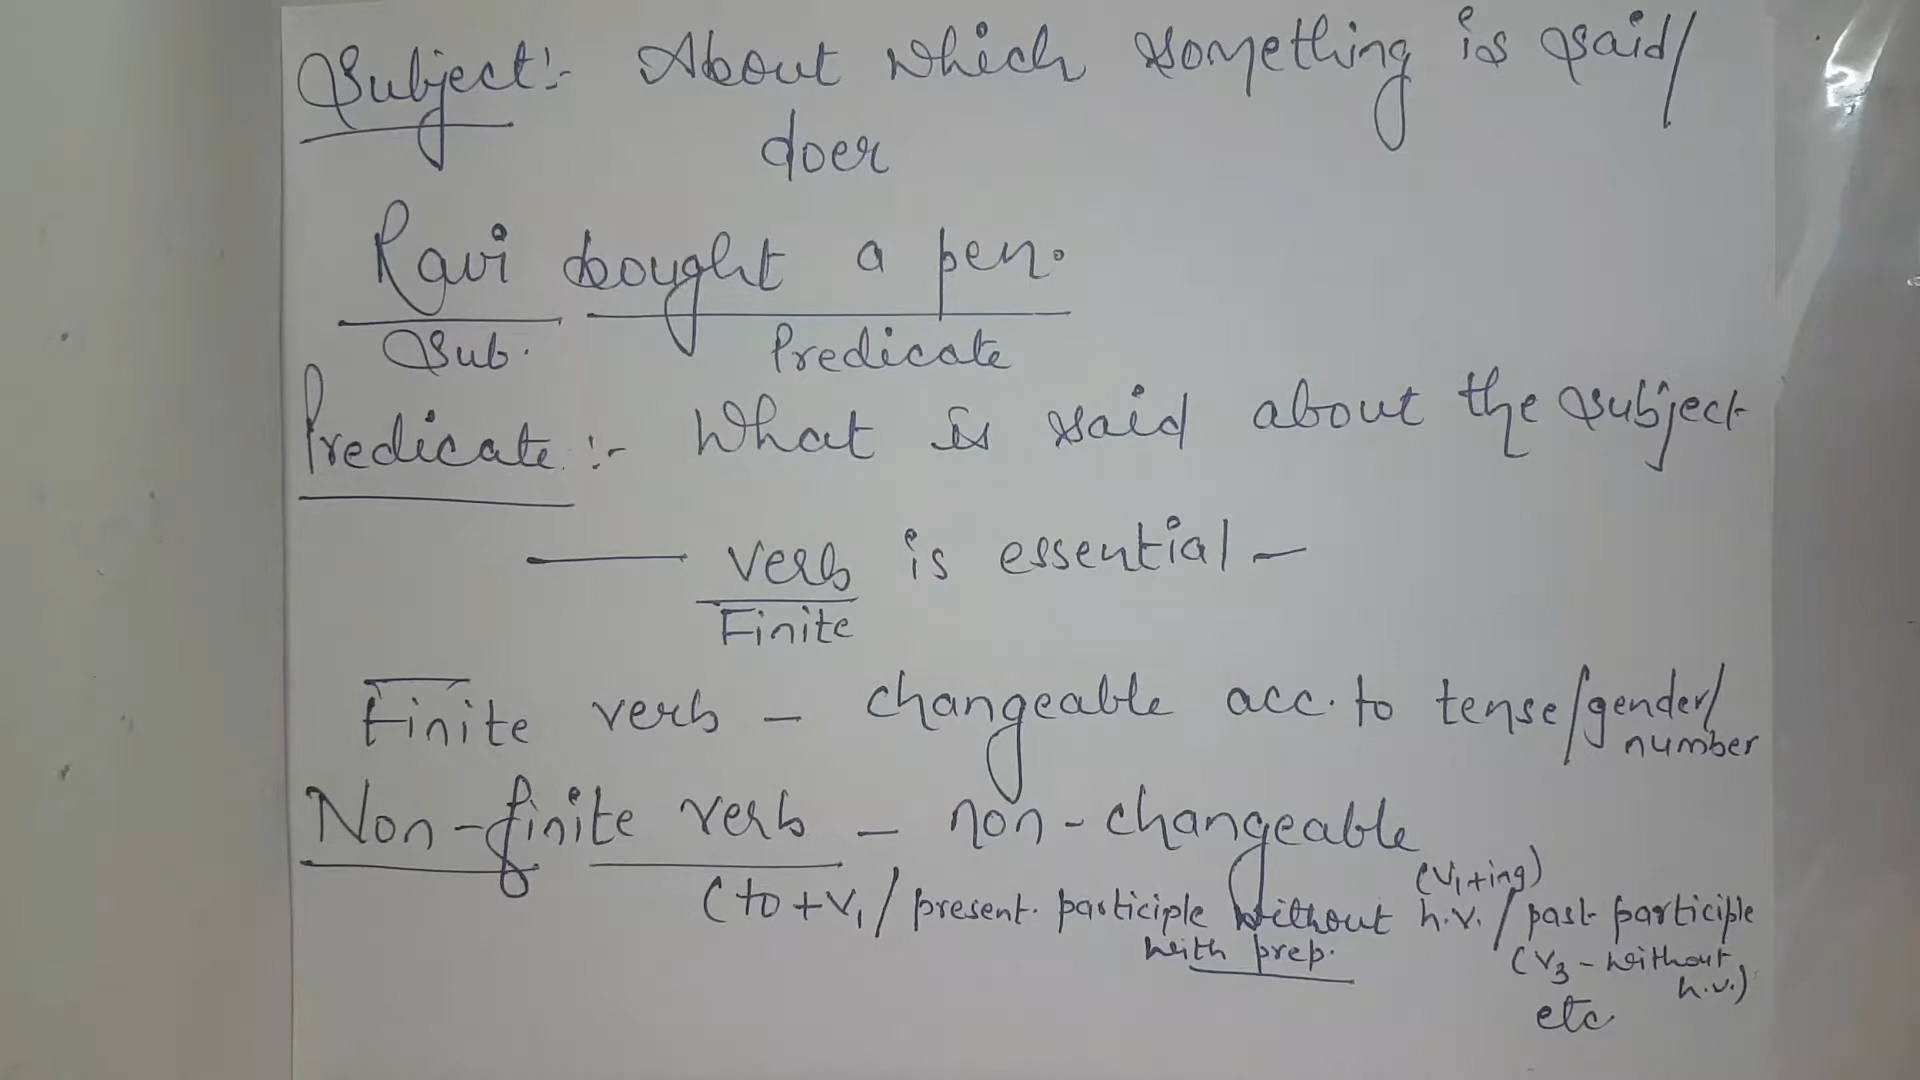 Subject:- About which something is said/
doer
Ravi bought a pen.
Sub. Predicate
Predicate :- What is said about the subject
— verb is essential —
Finite
Finite verb – changeable acc. to tense/gender/
number
Non-finite verb – non-changeable
(V1+ing)
(to+V1/present participle without h.v./past participle
with prep. (V3 - without
h.v.)
etc